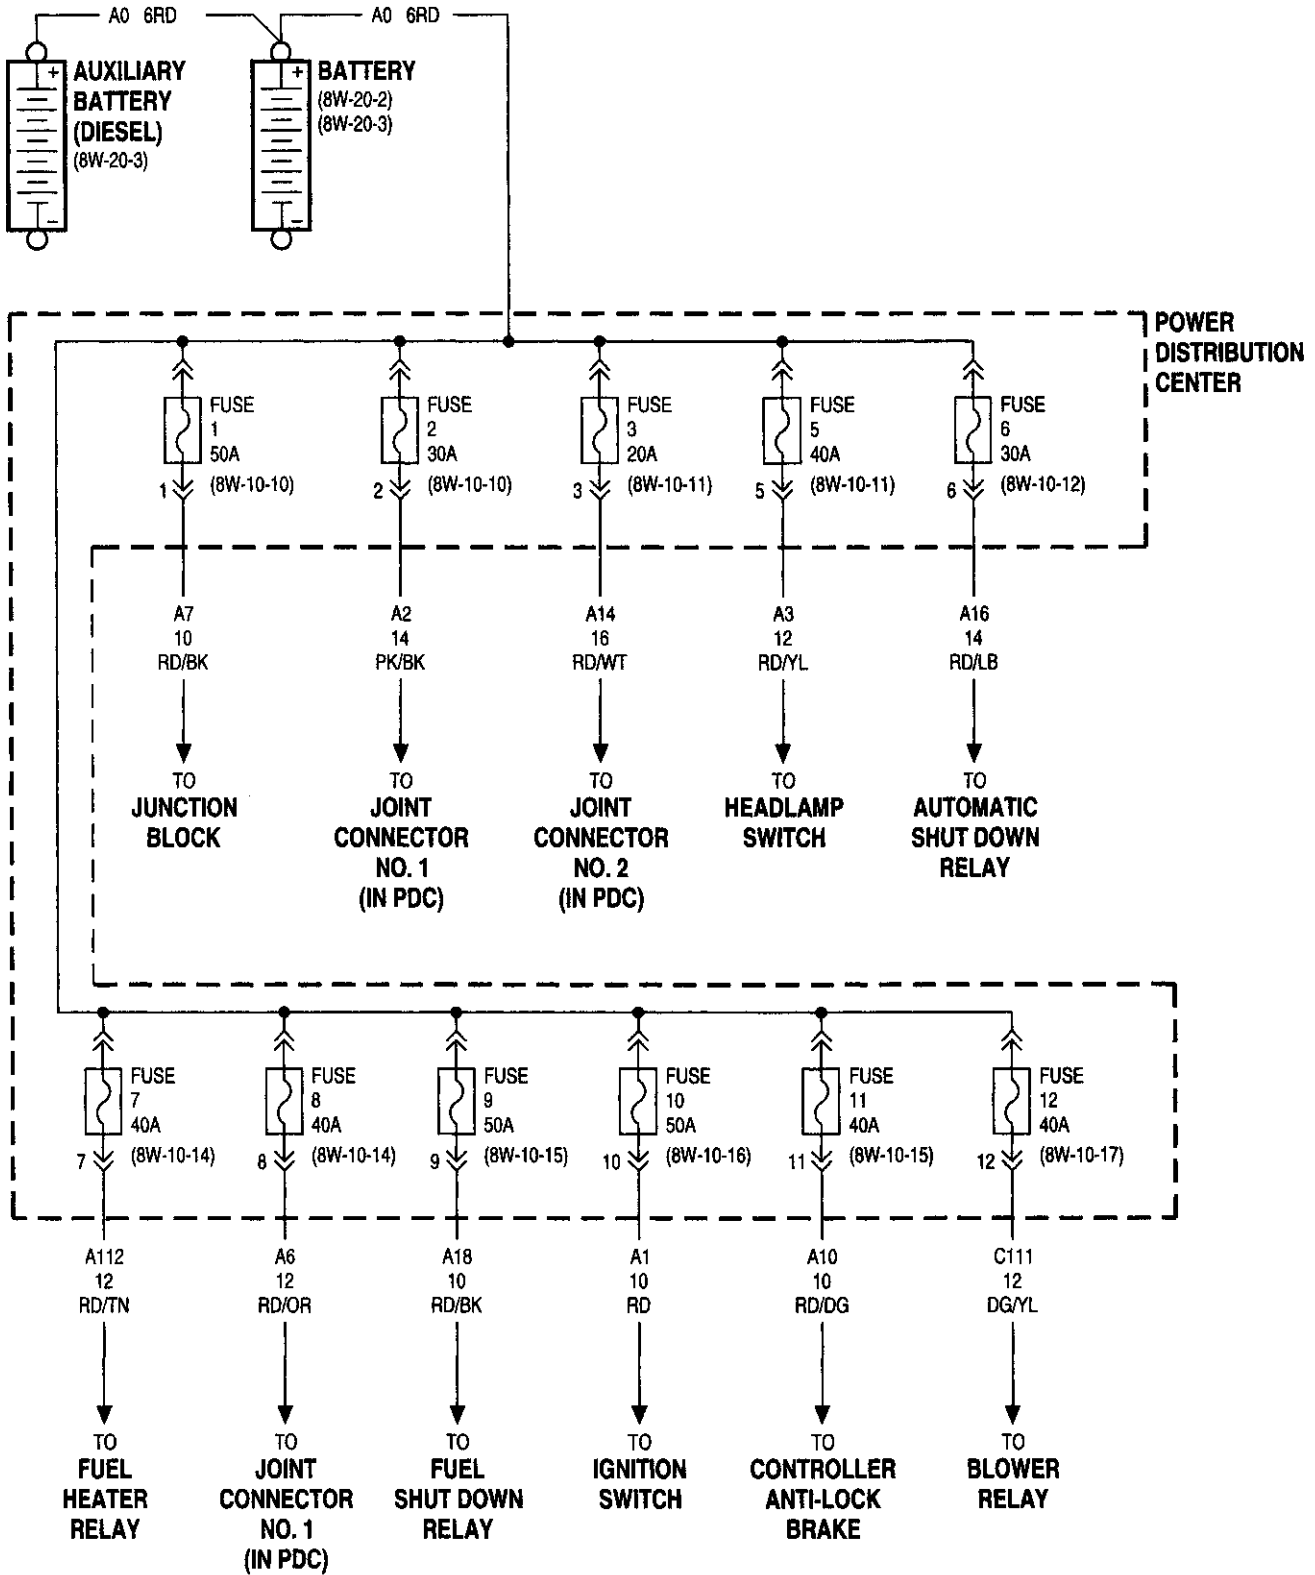 A0 6RD
A0 6RD
+
AUXILIARY
BATTERY
(DIESEL)
(8W-20-3)
-
+
BATTERY
(8W-20-2)
(8W-20-3)
-
POWER
DISTRIBUTION
CENTER
FUSE
1
50A
(8W-10-10)
1
FUSE
2
30A
(8W-10-10)
2
FUSE
3
20A
(8W-10-11)
3
FUSE
5
40A
(8W-10-11)
5
FUSE
6
30A
(8W-10-12)
6
A7
10
RD/BK
TO
JUNCTION
BLOCK
A2
14
PK/BK
TO
JOINT
CONNECTOR
NO. 1
(IN PDC)
A14
16
RD/WT
TO
JOINT
CONNECTOR
NO. 2
(IN PDC)
A3
12
RD/YL
TO
HEADLAMP
SWITCH
A16
14
RD/LB
TO
AUTOMATIC
SHUT DOWN
RELAY
FUSE
7
40A
(8W-10-14)
7
FUSE
8
40A
(8W-10-14)
8
FUSE
9
50A
(8W-10-15)
9
FUSE
10
50A
(8W-10-16)
10
FUSE
11
40A
(8W-10-15)
11
FUSE
12
40A
(8W-10-17)
12
A112
12
RD/TN
TO
FUEL
HEATER
RELAY
A6
12
RD/OR
TO
JOINT
CONNECTOR
NO. 1
(IN PDC)
A18
10
RD/BK
TO
FUEL
SHUT DOWN
RELAY
A1
10
RD
TO
IGNITION
SWITCH
A10
10
RD/DG
TO
CONTROLLER
ANTI-LOCK
BRAKE
C111
12
DG/YL
TO
BLOWER
RELAY